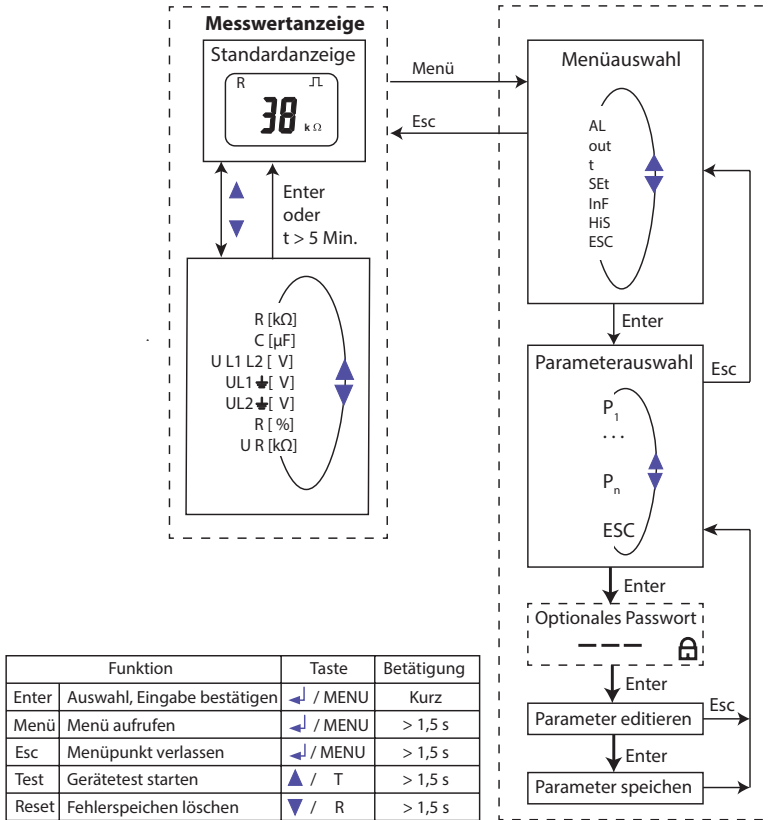 Messwertanzeige
Standardanzeige
R
38 kΩ
Enter
oder
t > 5 Min.
R [kΩ]
C [µF]
U L1 L2 [ V]
UL1⏚[ V]
UL2⏚[ V]
R [ %]
U R [kΩ]
Menü
Esc
Menüauswahl
AL
out
t
SEt
InF
HiS
ESC
Enter
Parameterauswahl
Esc
P1
...
Pn
ESC
Enter
Optionales Passwort
Enter
Parameter editieren
Esc
Enter
Parameter speichen
Funktion Taste Betätigung
Enter Auswahl, Eingabe bestätigen ↵ / MENU Kurz
Menü Menü aufrufen ↵ / MENU > 1,5 s
Esc Menüpunkt verlassen ↵ / MENU > 1,5 s
Test Gerätetest starten ▲ / T > 1,5 s
Reset Fehlerspeichen löschen ▼ / R > 1,5 s